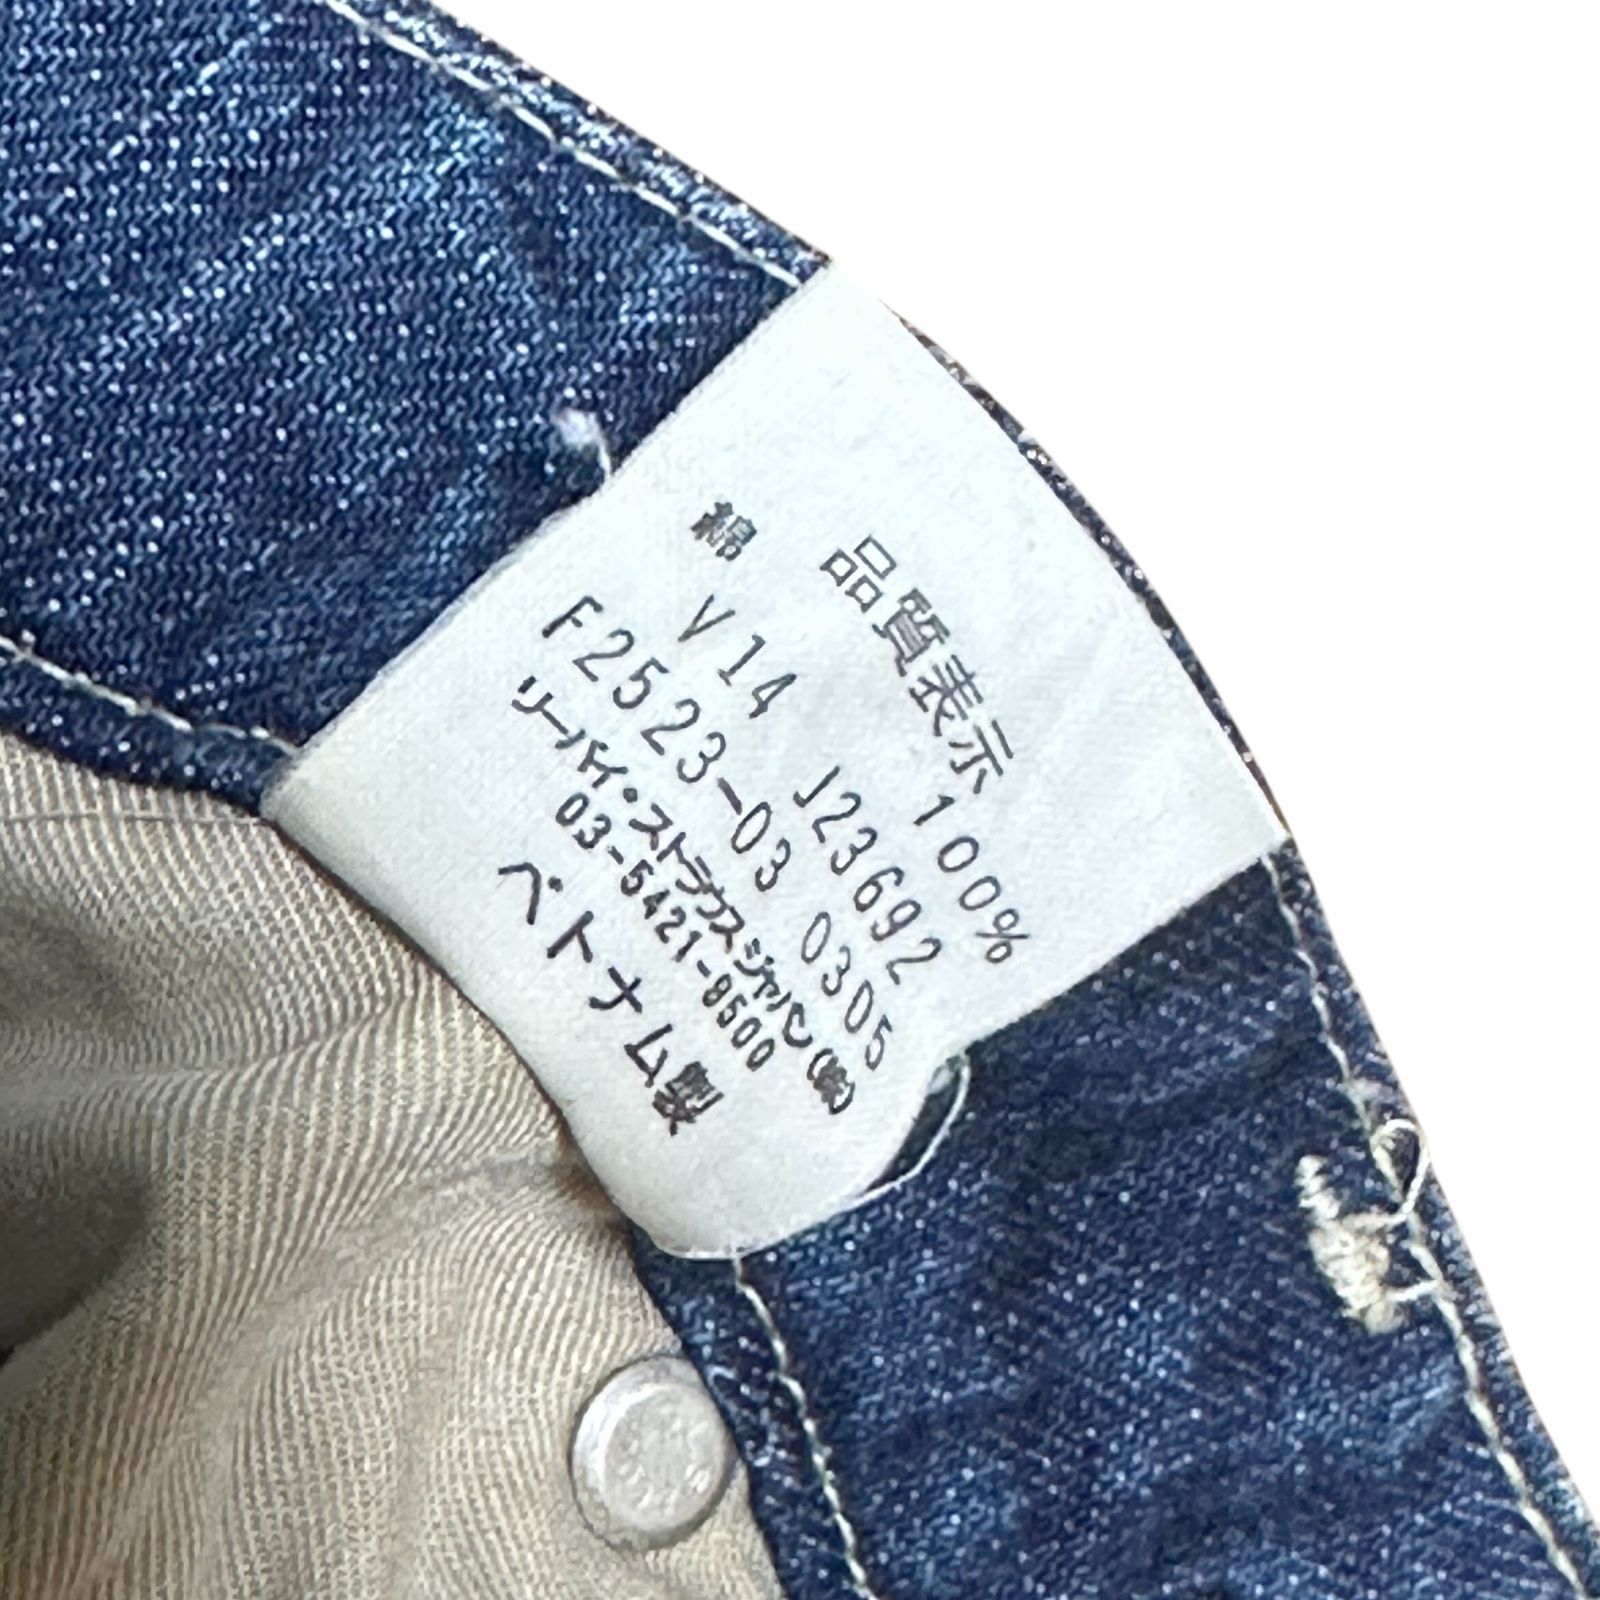 品質表示
綿 100%
V14 J23692
F2523-03 0305
リーバイ・ストラウスジャパン(株)
03-5421-8500
ベトナム製